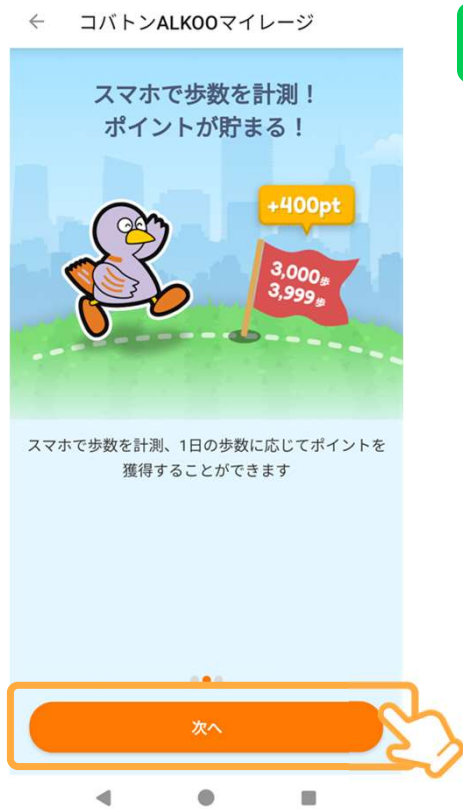 コバトンALKOOマイレージ
スマホで歩数を計測！
ポイントが貯まる！
+400pt
3,000歩
3,999歩
スマホで歩数を計測、1日の歩数に応じてポイントを
獲得することができます
次へ